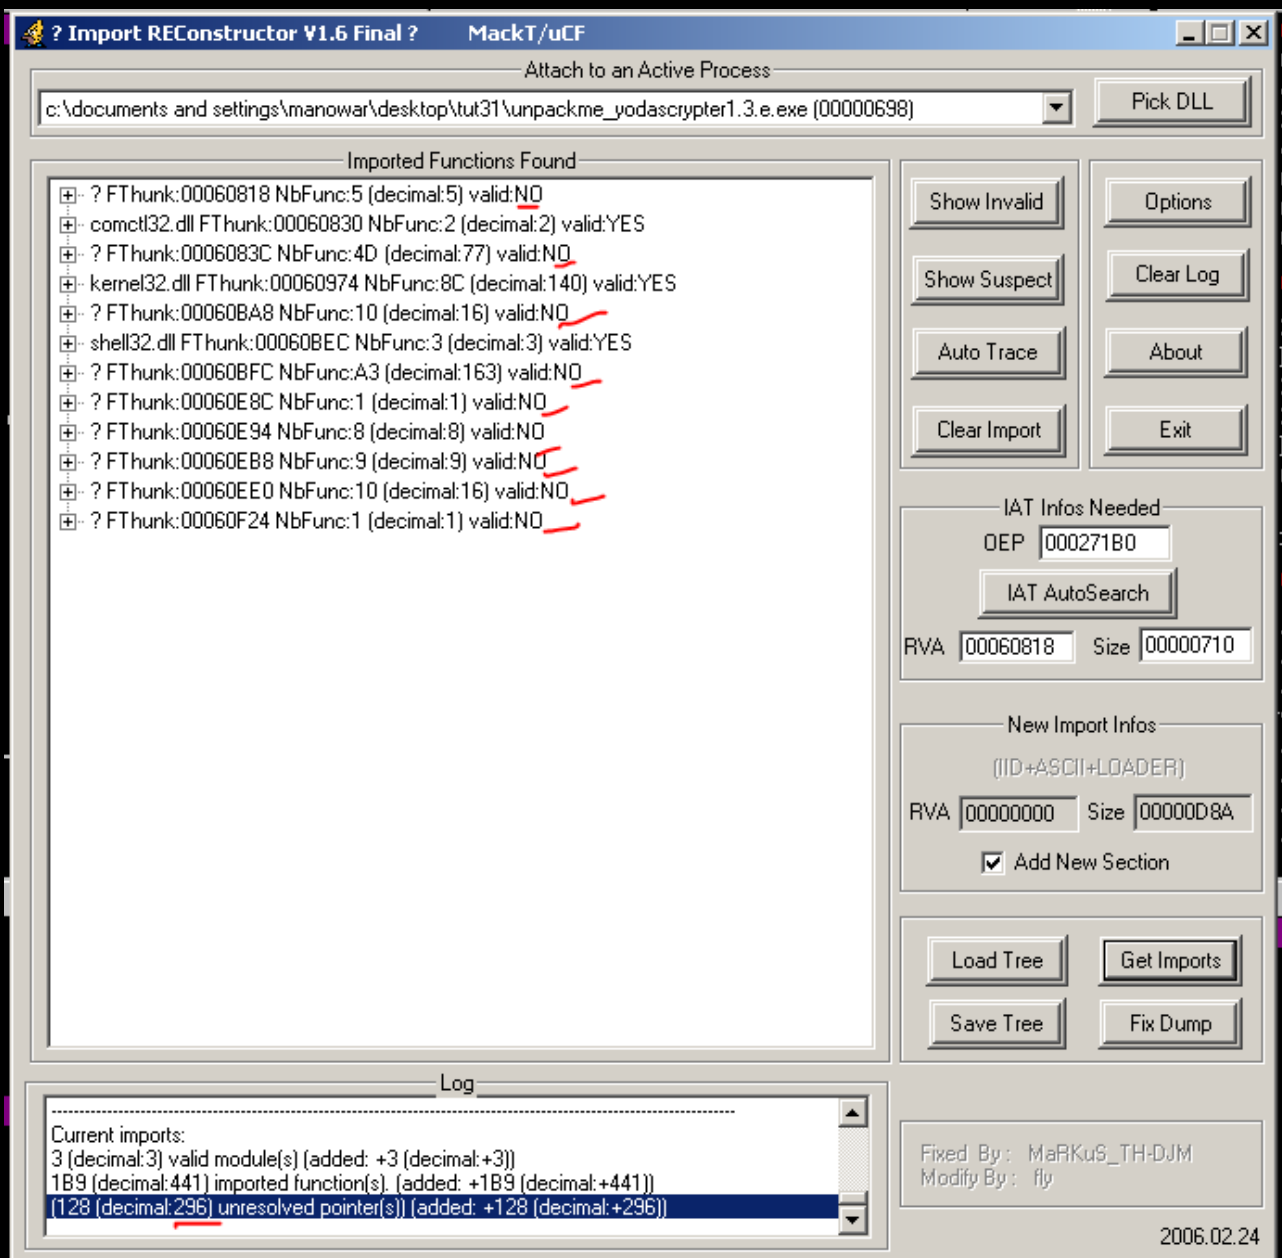 ? Import REConstructor V1.6 Final ? MackT/uCF
Attach to an Active Process
c:\documents and settings\manowar\desktop\tut31\unpackme_yodascrypter1.3.e.exe (00000698)
Pick DLL
Imported Functions Found
? FThunk:00060818 NbFunc:5 (decimal:5) valid:NO
comctl32.dll FThunk:00060830 NbFunc:2 (decimal:2) valid:YES
? FThunk:0006083C NbFunc:4D (decimal:77) valid:NO
kernel32.dll FThunk:00060974 NbFunc:8C (decimal:140) valid:YES
? FThunk:00060BA8 NbFunc:10 (decimal:16) valid:NO
shell32.dll FThunk:00060BEC NbFunc:3 (decimal:3) valid:YES
? FThunk:00060BFC NbFunc:A3 (decimal:163) valid:NO
? FThunk:00060E8C NbFunc:1 (decimal:1) valid:NO
? FThunk:00060E94 NbFunc:8 (decimal:8) valid:NO
? FThunk:00060EB8 NbFunc:9 (decimal:9) valid:NO
? FThunk:00060EE0 NbFunc:10 (decimal:16) valid:NO
? FThunk:00060F24 NbFunc:1 (decimal:1) valid:NO
Show Invalid
Options
Show Suspect
Clear Log
Auto Trace
About
Clear Import
Exit
IAT Infos Needed
OEP 000271B0
IAT AutoSearch
RVA 00060818 Size 00000710
New Import Infos
(IID+ASCII+LOADER)
RVA 00000000 Size 00000D8A
Add New Section
Load Tree
Get Imports
Save Tree
Fix Dump
Log
Current imports:
3 (decimal:3) valid module(s) (added: +3 (decimal:+3))
1B9 (decimal:441) imported function(s). (added: +1B9 (decimal:+441))
(128 (decimal:296) unresolved pointer(s)) (added: +128 (decimal:+296))
Fixed By : MaRKuS_TH-DJM
Modify By : fly
2006.02.24